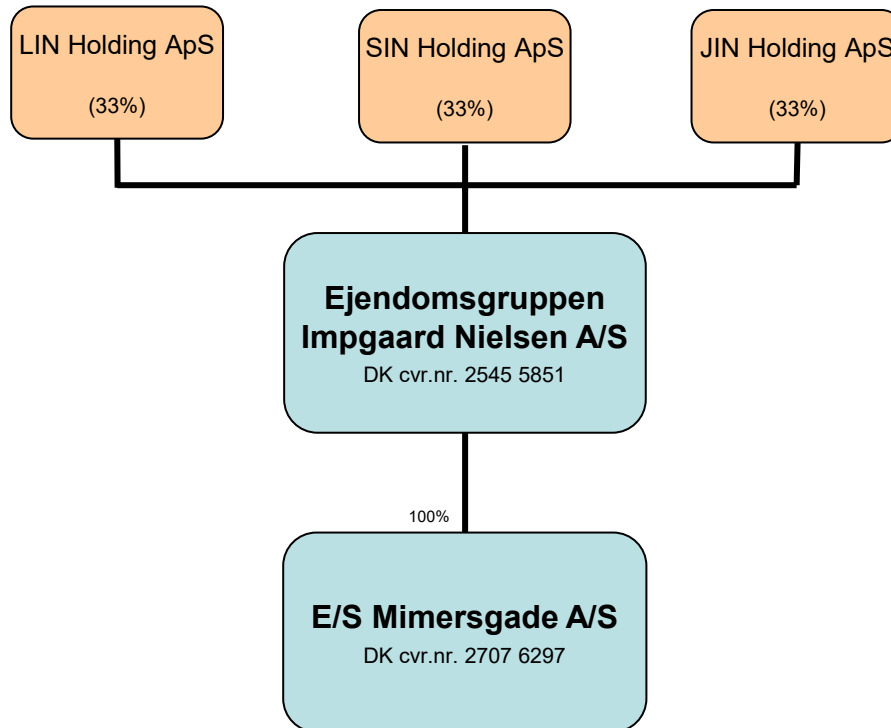 LIN Holding ApS
(33%)
SIN Holding ApS
(33%)
JIN Holding ApS
(33%)
Ejendomsgruppen
Impgaard Nielsen A/S
DK cvr.nr. 2545 5851
100%
E/S Mimersgade A/S
DK cvr.nr. 2707 6297